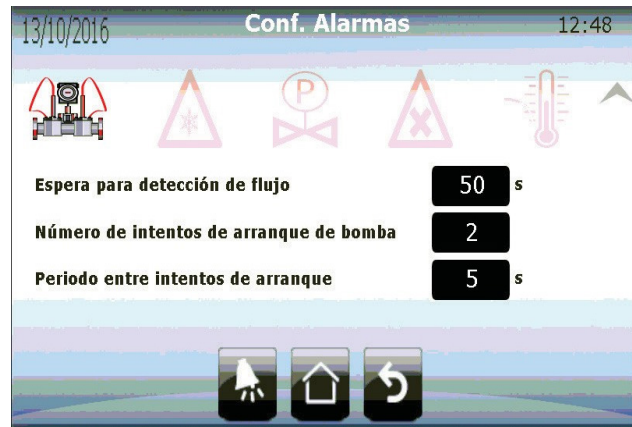 13/10/2016 Conf. Alarmas 12:48
P
Espera para detección de flujo 50 s
Número de intentos de arranque de bomba 2
Periodo entre intentos de arranque 5 s